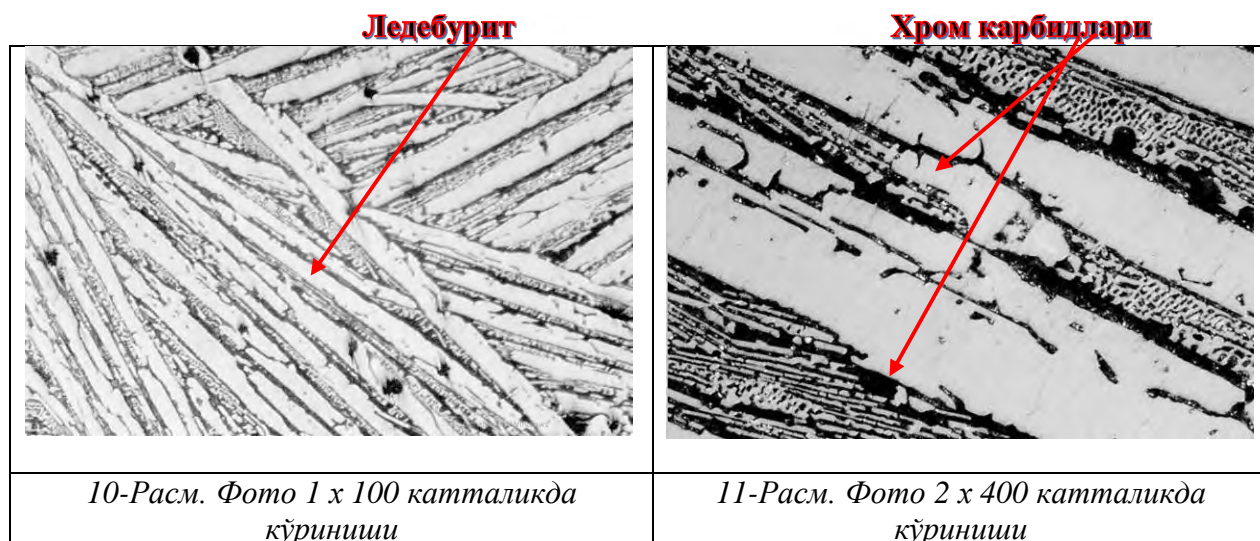 Ледебурит
Хром карбидлари
10-Расм. Фото 1 х 100 катталикда
кўриниши
11-Расм. Фото 2 х 400 катталикда
кўриниши